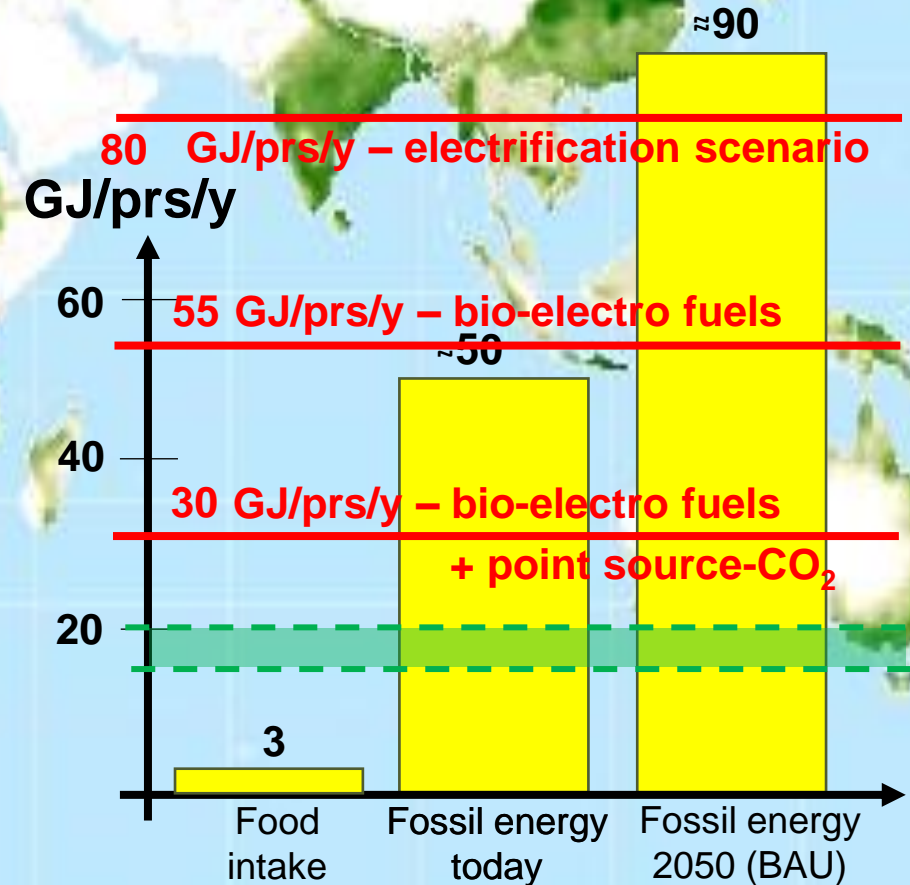 ≈90
80 GJ/prs/y – electrification scenario
GJ/prs/y
60
55 GJ/prs/y – bio-electro fuels
≈50
40
30 GJ/prs/y – bio-electro fuels
+ point source-CO₂
20
3
Food intake
Fossil energy today
Fossil energy 2050 (BAU)